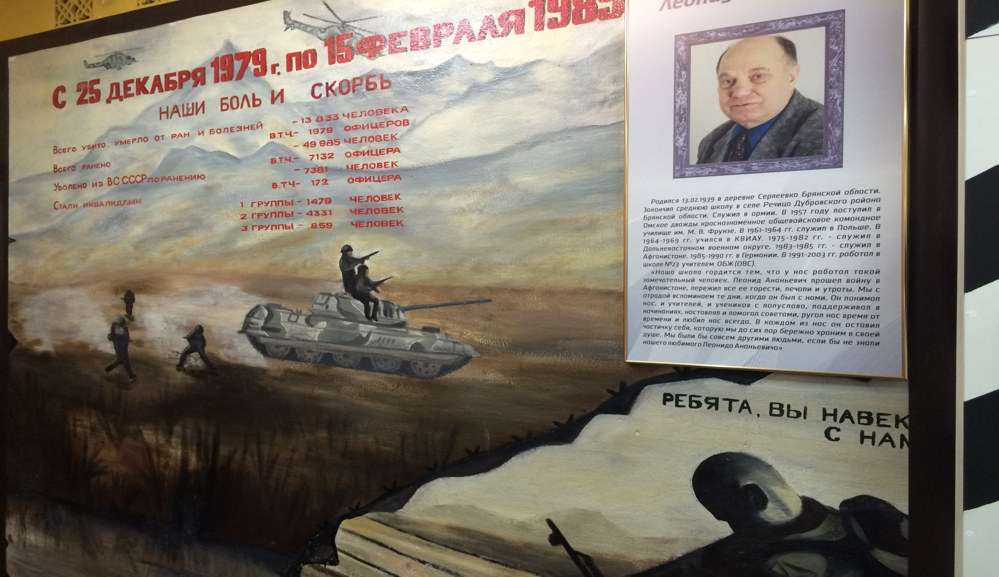 С 25 ДЕКАБРЯ 1979 г. ПО 15 ФЕВРАЛЯ 1989
НАШИ БОЛЬ И СКОРБЬ
ВСЕГО УБИТО, УМЕРЛО ОТ РАН И БОЛЕЗНЕЙ - 13 833 ЧЕЛОВЕКА
В.Т.Ч.- 1979 ОФИЦЕРОВ
ВСЕГО РАНЕНО - 49 985 ЧЕЛОВЕК
В.Т.Ч.- 7132 ОФИЦЕРА
УВОЛЕНО ИЗ ВС СССР ПО РАНЕНИЮ - 7381 ЧЕЛОВЕК
В.Т.Ч- 172 ОФИЦЕРА
СТАЛИ ИНВАЛИДАМИ 1 ГРУППЫ - 1479 ЧЕЛОВЕК
2 ГРУППЫ - 4331 ЧЕЛОВЕК
3 ГРУППЫ - 859 ЧЕЛОВЕК
Леонид
Родился 13.02.1939 в деревне Серпеевка Брянской области.
Закончил среднюю школу в селе Речица Дубровского района
Брянской области. Служил в армии. В 1957 году поступил в
Омское дважды краснознаменное общевойсковое командное
училище им. М. В. Фрунзе. В 1961-1964 гг. служил в Польше. В
1964-1969 гг. учился в КВИАУ. 1975-1982 гг. - служил в
Дальневосточном военном округе. 1983-1985 гг. - служил в
Афганистане. 1985-1990 гг. в Германии. В 1991-2003 гг. работал в
школе №23 учителем ОБЖ (ОВС).
«Наша школа гордится тем, что у нас работал такой
замечательный человек. Леонид Ананьевич прошел войну в
Афганистане, пережил все ее горести, печали и утраты. Мы с
отрадой вспоминаем те дни, когда он был с нами. Он понимал
нас, и учителей, и учеников с полуслова, поддерживал в
начинаниях, наставлял и помогал советами, ругал нас время от
времени и любил нас всегда. В каждом из нас он оставил
частичку себя, которую мы до сих пор бережно храним в своей
душе. Мы были бы совсем другими людьми, если бы не знали
нашего любимого Леонида Ананьевича»
РЕБЯТА, ВЫ НАВЕК
С НАМ